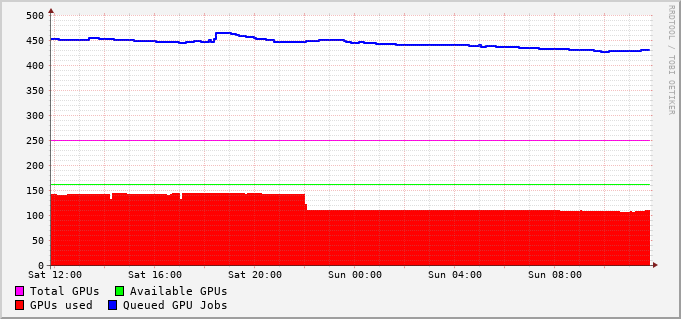 500
450
400
350
300
250
200
150
100
50
0
Sat 12:00 Sat 16:00 Sat 20:00 Sun 00:00 Sun 04:00 Sun 08:00
Total GPUs Available GPUs
GPUs used Queued GPU Jobs
RRDTOOL / TOBI OETIKER